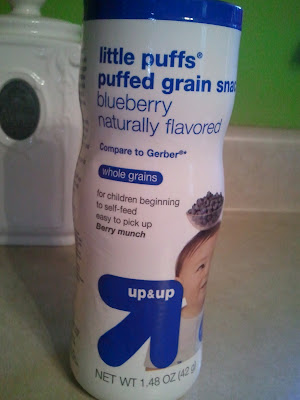 little puffs®
puffed grain snac
blueberry
naturally flavored
Compare to Gerber®*
whole grains
for children beginning
to self-feed
easy to pick up
Berry munch
up&up
NET WT 1.48 OZ (42 g)